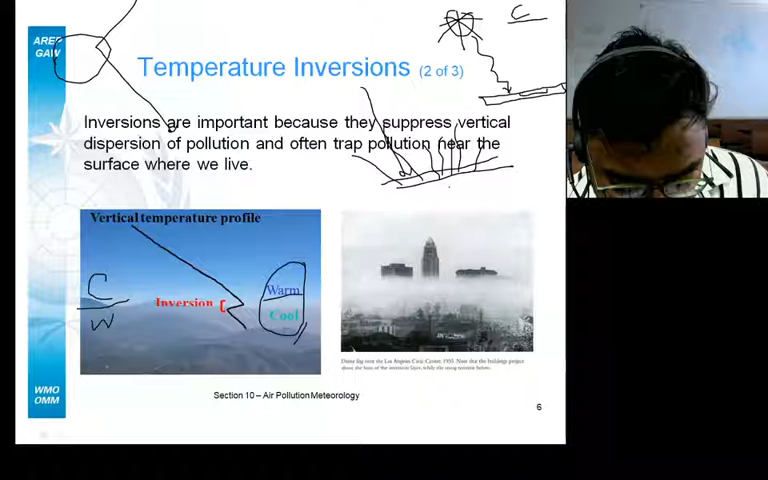 C
AREP
GAW
Temperature Inversions (2 of 3)
Inversions are important because they suppress vertical
dispersion of pollution and often trap pollution near the
surface where we live.
Vertical temperature profile
C
Warm
Inversion
W
Cool
WMO
OMM
Section 10 – Air Pollution Meteorology
6